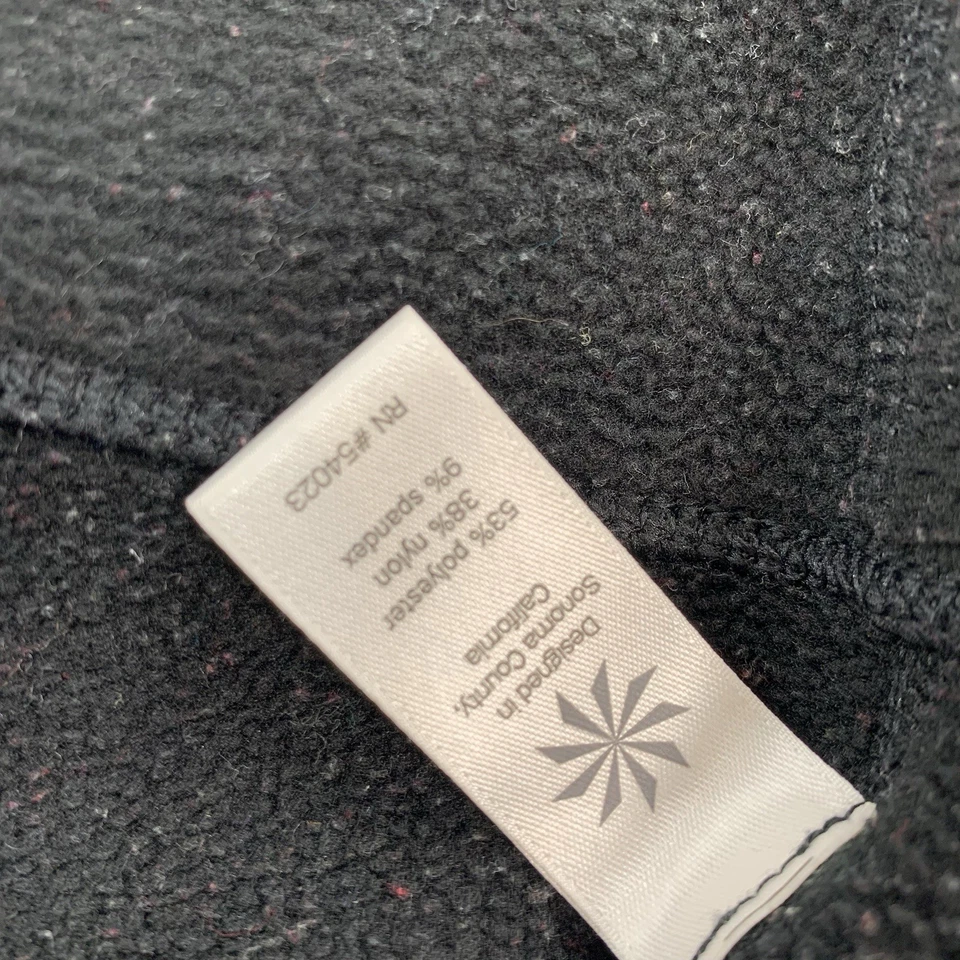 Designed in
Sonoma County,
California
53% polyester
38% nylon
9% spandex
RN #54023